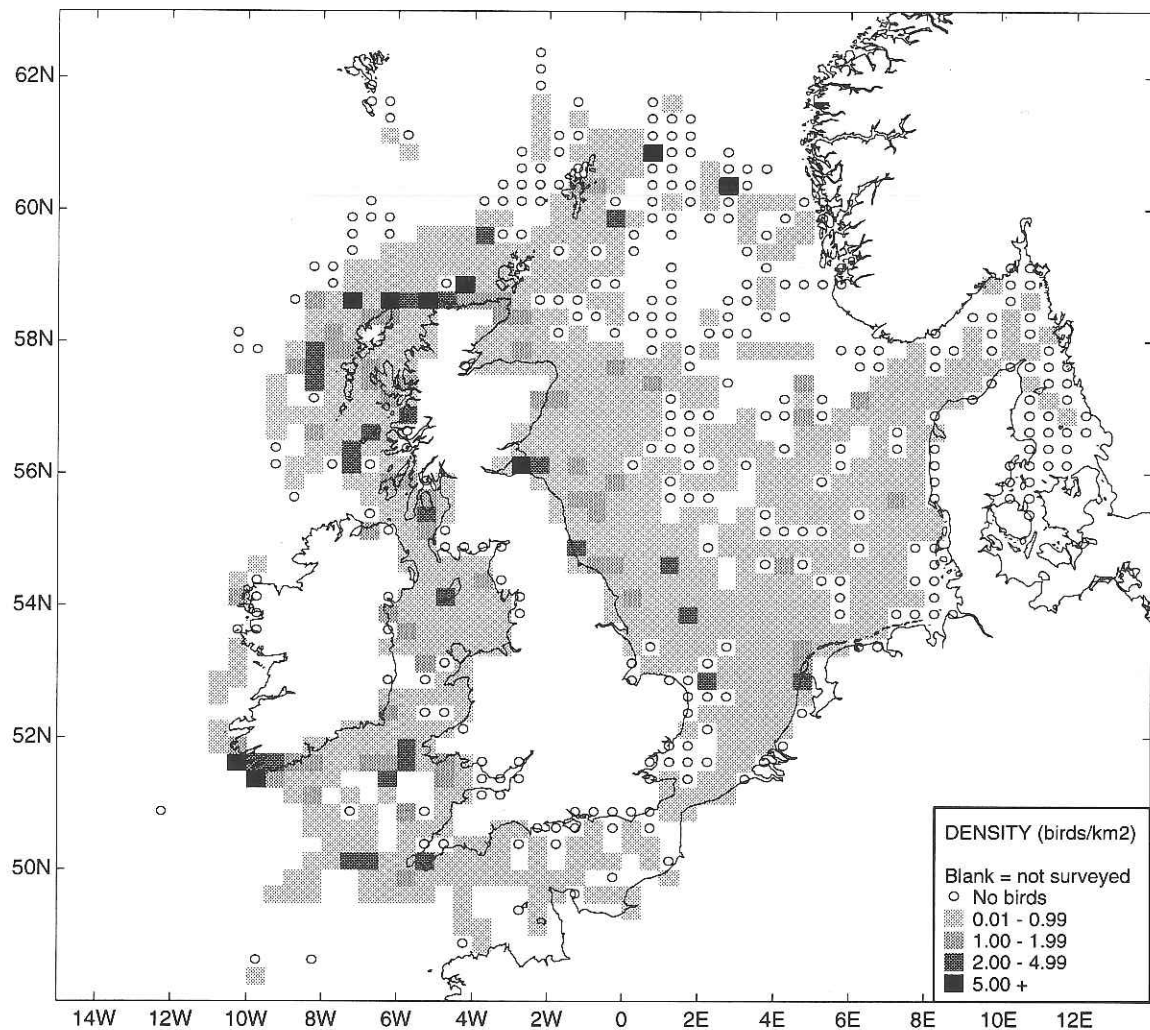 62N
60N
58N
56N
54N
52N
50N
DENSITY (birds/km2)
Blank = not surveyed
No birds
0.01 - 0.99
1.00 - 1.99
2.00 - 4.99
5.00 +
14W 12W 10W 8W 6W 4W 2W 0 2E 4E 6E 8E 10E 12E